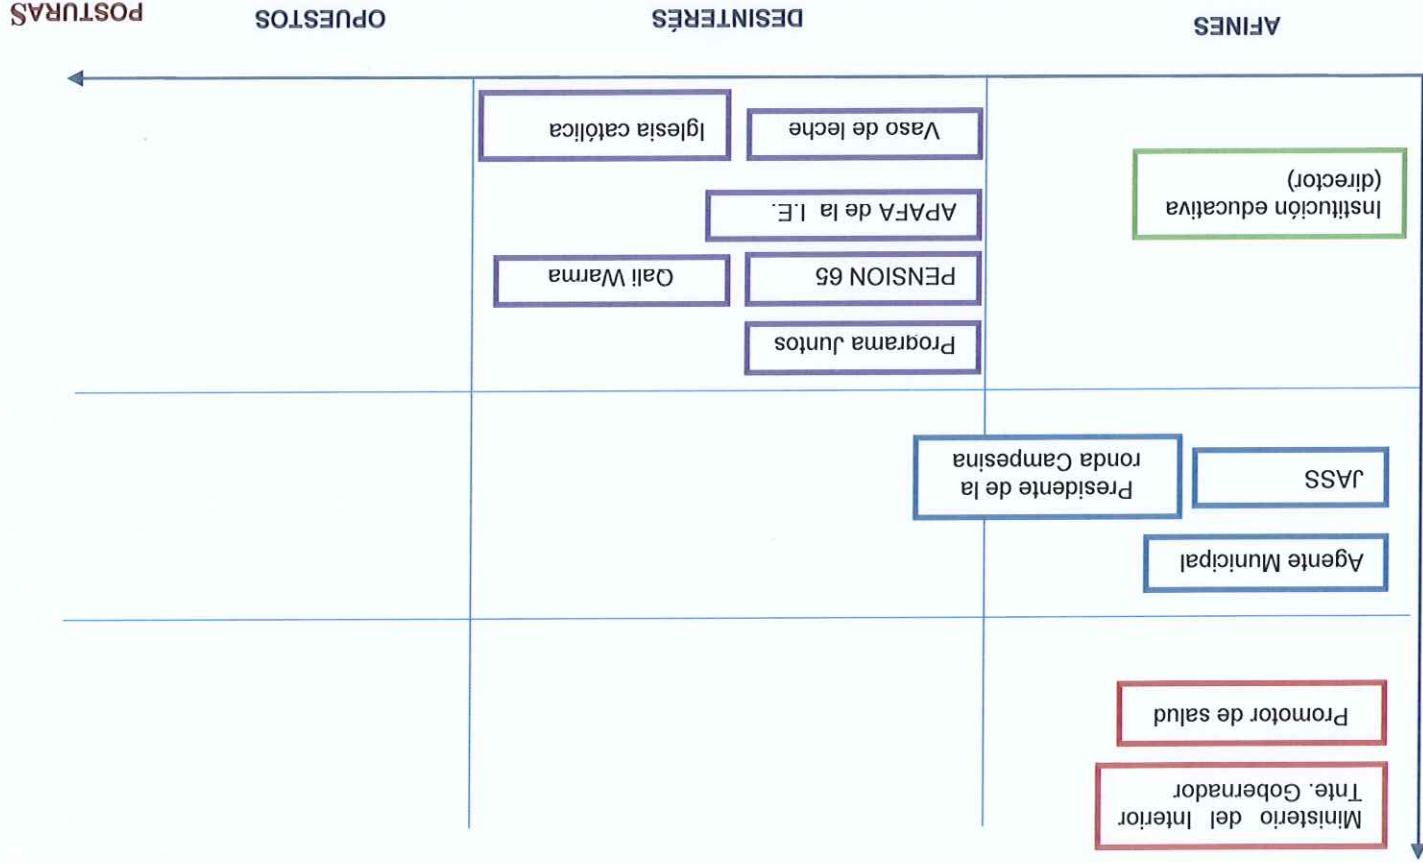 Ministerio del Interior
Tnte. Gobernador
Promotor de salud
Agente Municipal
JASS
Presidente de la
ronda Campesina
Programa Juntos
PENSION 65
Qali Warma
APAFA de la I.E.
Institución educativa
(director)
Vaso de leche
Iglesia católica
AFINES
DESINTERÉS
OPUESTOS
POSTURAS